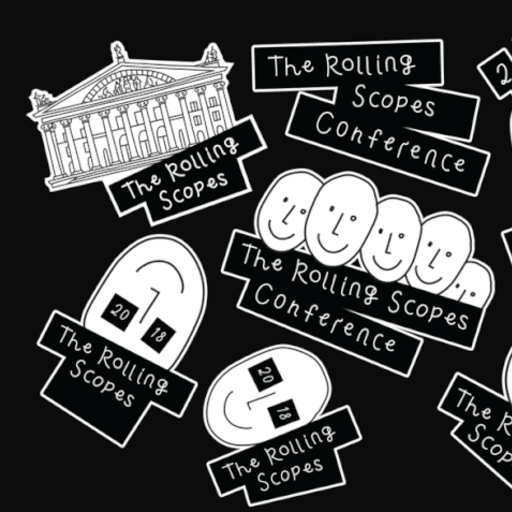 The Rolling
Scopes
Conference
2
The Rolling
Scopes
The Rolling Scopes
Conference
20
18
The Rolling
Scopes
20
18
The Rolling
Scopes
The R
Scop